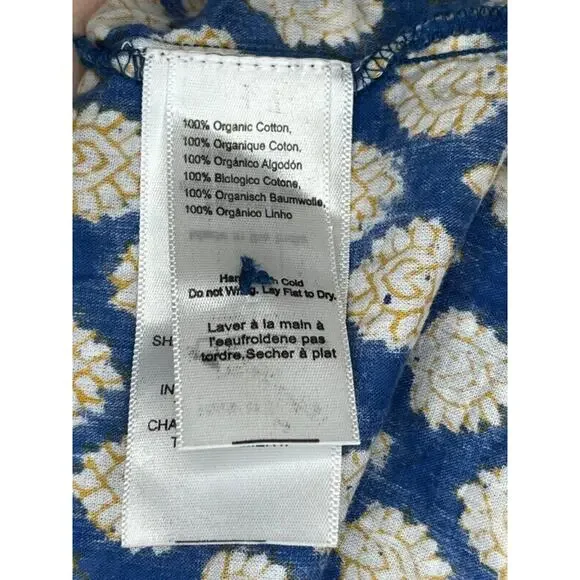 100% Organic Cotton,
100% Organique Coton,
100% Orgánico Algodón
100% Biologico Cotone,
100% Organisch Baumwolle,
100% Orgânico Linho
Cold
Do not Lay Flat to Dry.
Laver à la main à
l'eaufroidene pas
tordre.Secher à plat
SH
IN
CHA
T